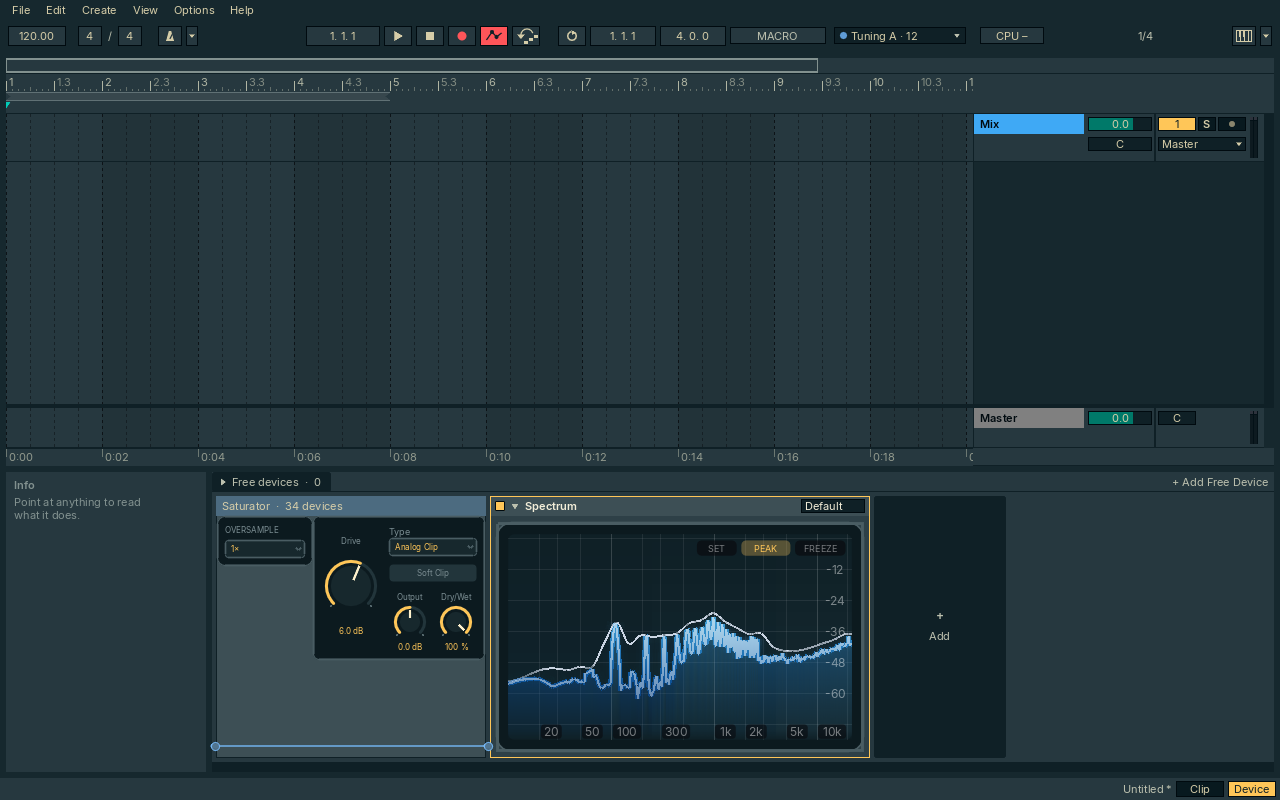 File Edit Create View Options Help
120.00 4 / 4 1. 1. 1 1. 1. 1 4. 0. 0 MACRO Tuning A · 12 CPU – 1/4
1 1.3 2 2.3 3 3.3 4 4.3 5 5.3 6 6.3 7 7.3 8 8.3 9 9.3 10 10.3 1
Mix 0.0 1 S
C Master
Master 0.0 C
0:00 0:02 0:04 0:06 0:08 0:10 0:12 0:14 0:16 0:18
Info
Point at anything to read
what it does.
Free devices · 0 + Add Free Device
Saturator · 34 devices
OVERSAMPLE
1×
Drive
6.0 dB
Type
Analog Clip
Soft Clip
Output Dry/Wet
0.0 dB 100 %
Spectrum Default
SET PEAK FREEZE
-12
-24
-36
-48
-60
20 50 100 300 1k 2k 5k 10k
+
Add
Untitled * Clip Device